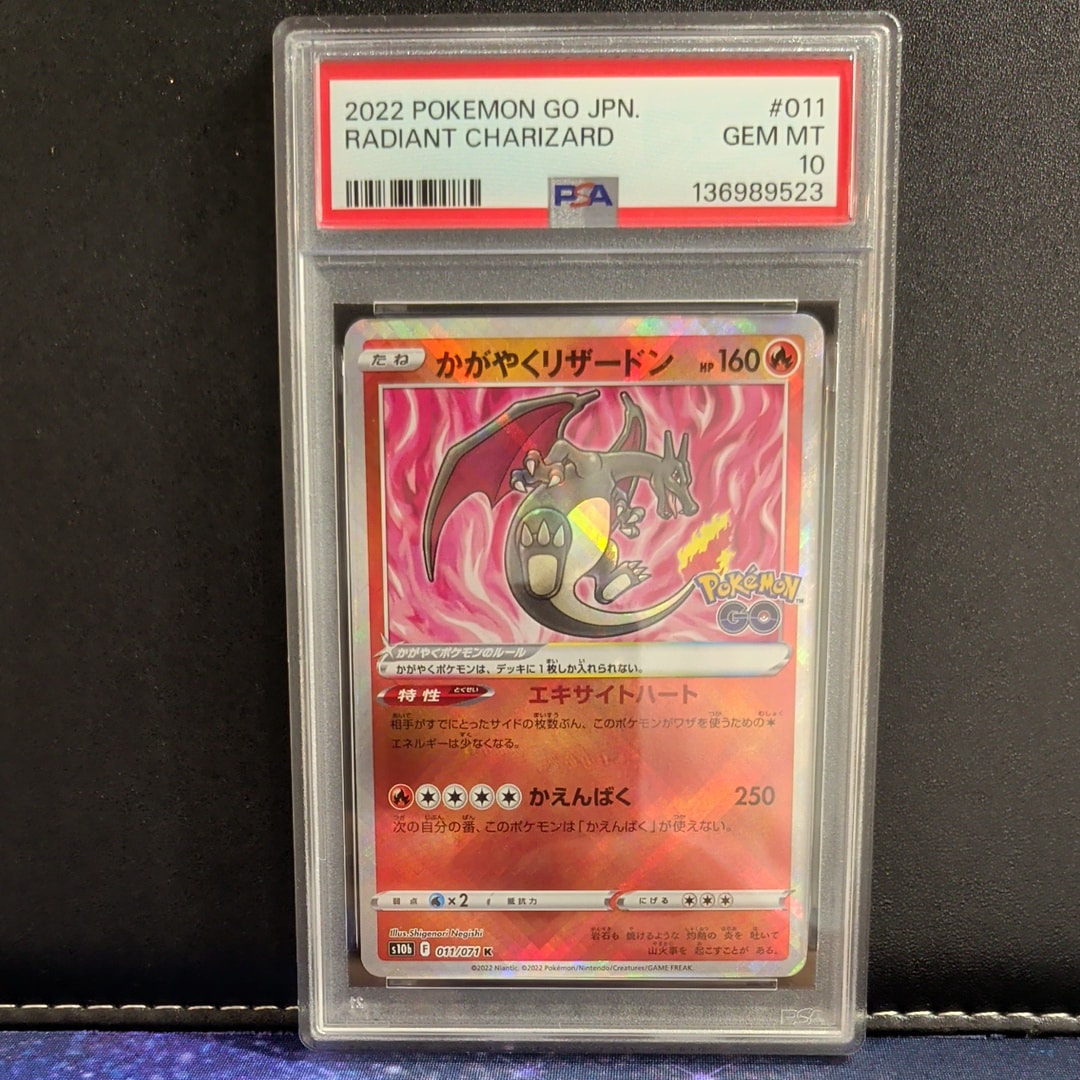 2022 POKEMON GO JPN. #011
RADIANT CHARIZARD GEM MT
10
PSA 136989523
たね かがやくリザードン HP 160
POKéMON
GO
かがやくポケモンのルール
かがやくポケモンは、デッキに1枚しか入れられない。
特性 とくせい エキサイトハート
相手がすでにとったサイドの枚数ぶん、このポケモンがワザを使うための
エネルギーは少なくなる。
かえんばく 250
次の自分の番、このポケモンは「かえんばく」が使えない。
弱点 ×2 抵抗力 にげる
Illus. Shigenori Negishi
s10b F 011/071 K
岩石も 焼けるような 灼熱の 炎を 吐いて
山火事を 起こすことが ある。
©2022 Niantic. ©2022 Pokémon/Nintendo/Creatures/GAME FREAK.
PSA